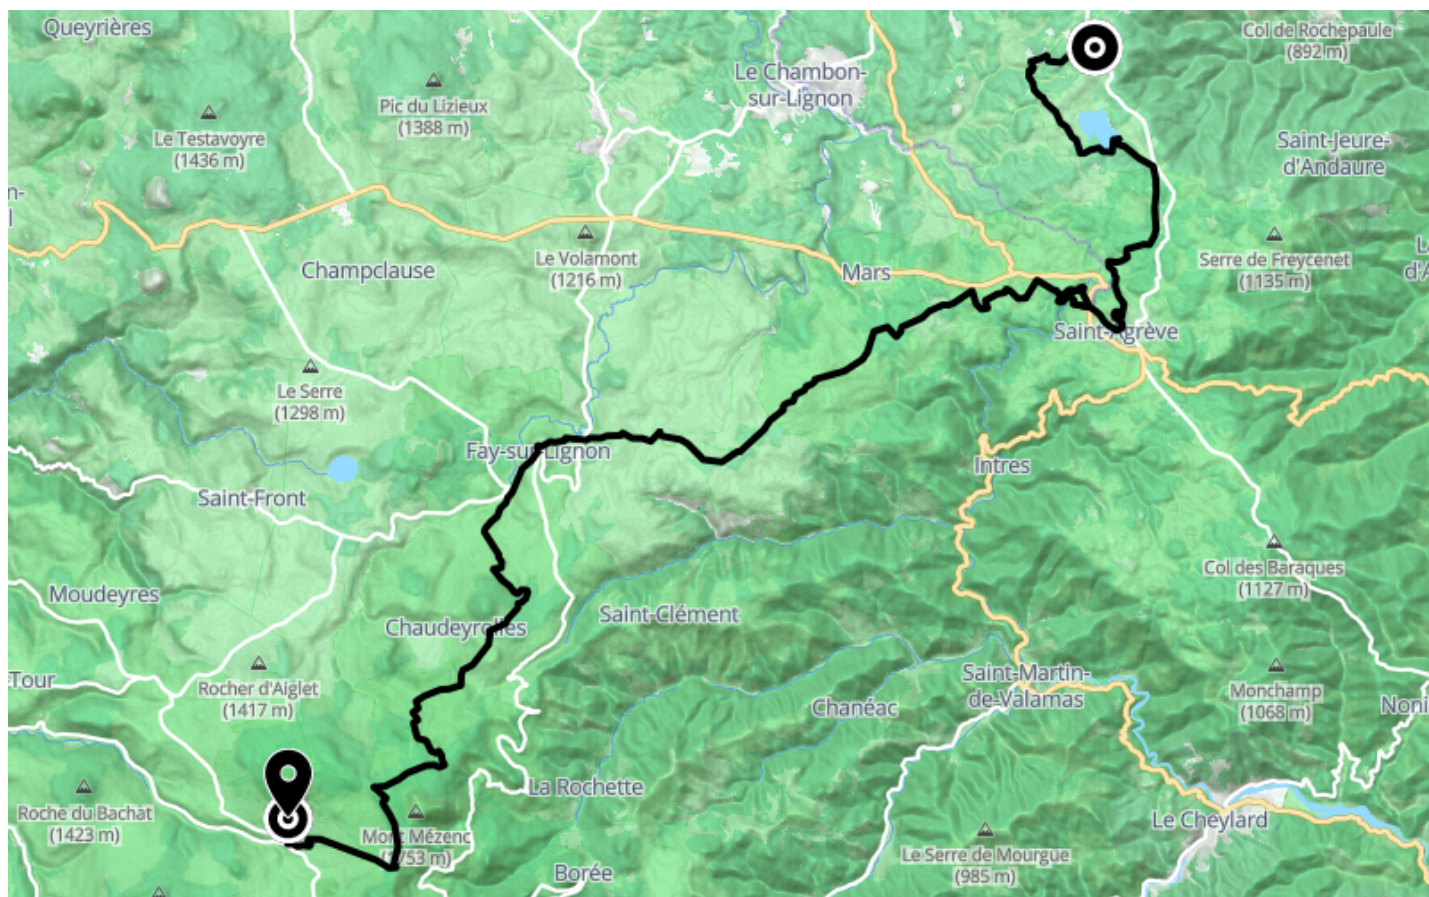 Queyrières
Col de Rochepaule
(892 m)
Le Chambon-
sur-Lignon
Pic du Lizieux
(1388 m)
Le Testavoyre
(1436 m)
Saint-Jeure-
d'Andaure
n-
l
Le Volamont
(1216 m)
Champclause
Mars
Serre de Freycenet
(1135 m)
L
d'A
Saint-Agrève
Le Serre
(1298 m)
Fay-sur-Lignon
Intres
Saint-Front
Col des Baraques
(1127 m)
Moudeyres
Saint-Clément
Chaudeyrolles
Tour
Rocher d'Aiglet
(1417 m)
Saint-Martin-
de-Valamas
Monchamp
(1068 m)
Chanéac
Noni
La Rochette
Roche du Bachat
(1423 m)
Mont Mézenc
(1753 m)
Le Cheylard
Le Serre de Mourgue
(985 m)
Borée